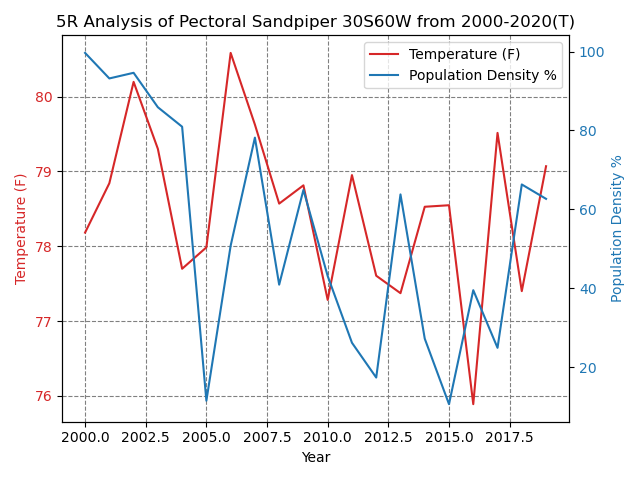 5R Analysis of Pectoral Sandpiper 30S60W from 2000-2020(T)
Temperature (F)
Population Density %
80
79
78
77
76
Temperature (F)
100
80
60
40
20
Population Density %
2000.0 2002.5 2005.0 2007.5 2010.0 2012.5 2015.0 2017.5
Year